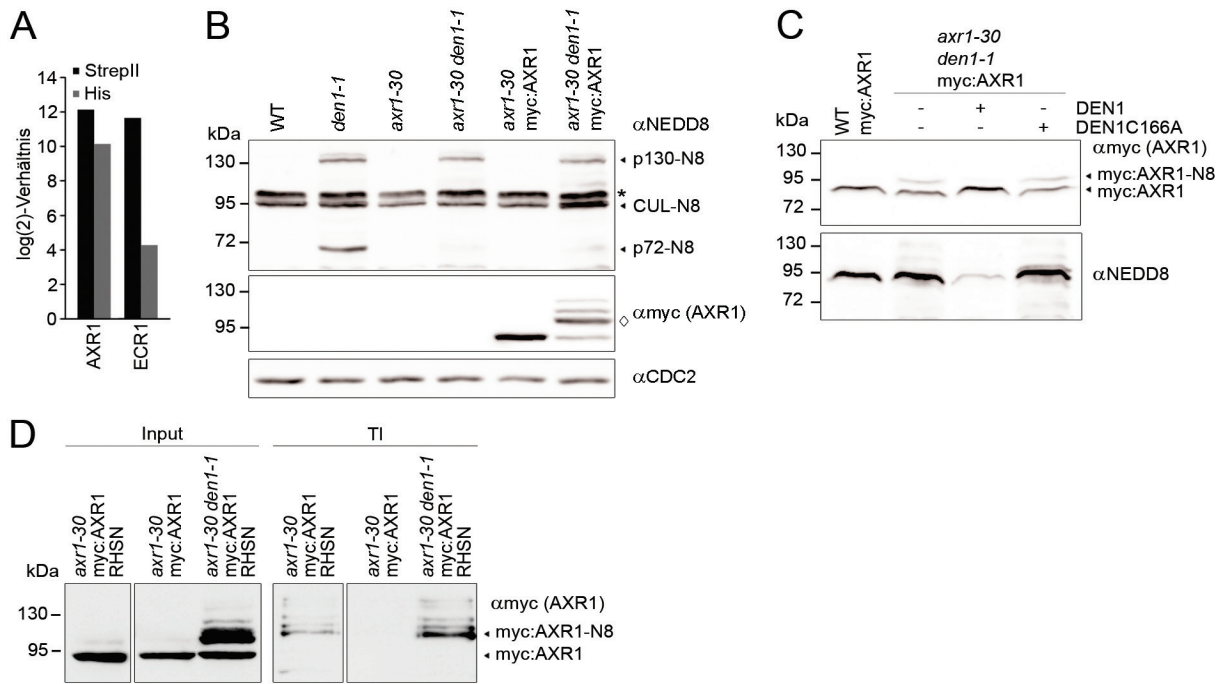 A
StrepII
His
log(2)-Verhältnis
14
12
10
8
6
4
2
0
AXR1
ECR1
B
WT
den1-1
axr1-30
axr1-30 den1-1
axr1-30
myc:AXR1
axr1-30 den1-1
myc:AXR1
kDa
αNEDD8
130
95
72
p130-N8
*
CUL-N8
p72-N8
130
95
αmyc (AXR1)
◊
αCDC2
C
WT
myc:AXR1
axr1-30
den1-1
myc:AXR1
- + - DEN1
- - + DEN1C166A
kDa
αmyc (AXR1)
130
95
72
myc:AXR1-N8
myc:AXR1
130
95
72
αNEDD8
D
Input
TI
axr1-30
myc:AXR1
RHSN
axr1-30
myc:AXR1
axr1-30 den1-1
myc:AXR1
RHSN
axr1-30
myc:AXR1
RHSN
axr1-30
myc:AXR1
axr1-30 den1-1
myc:AXR1
RHSN
kDa
130
95
αmyc (AXR1)
myc:AXR1-N8
myc:AXR1